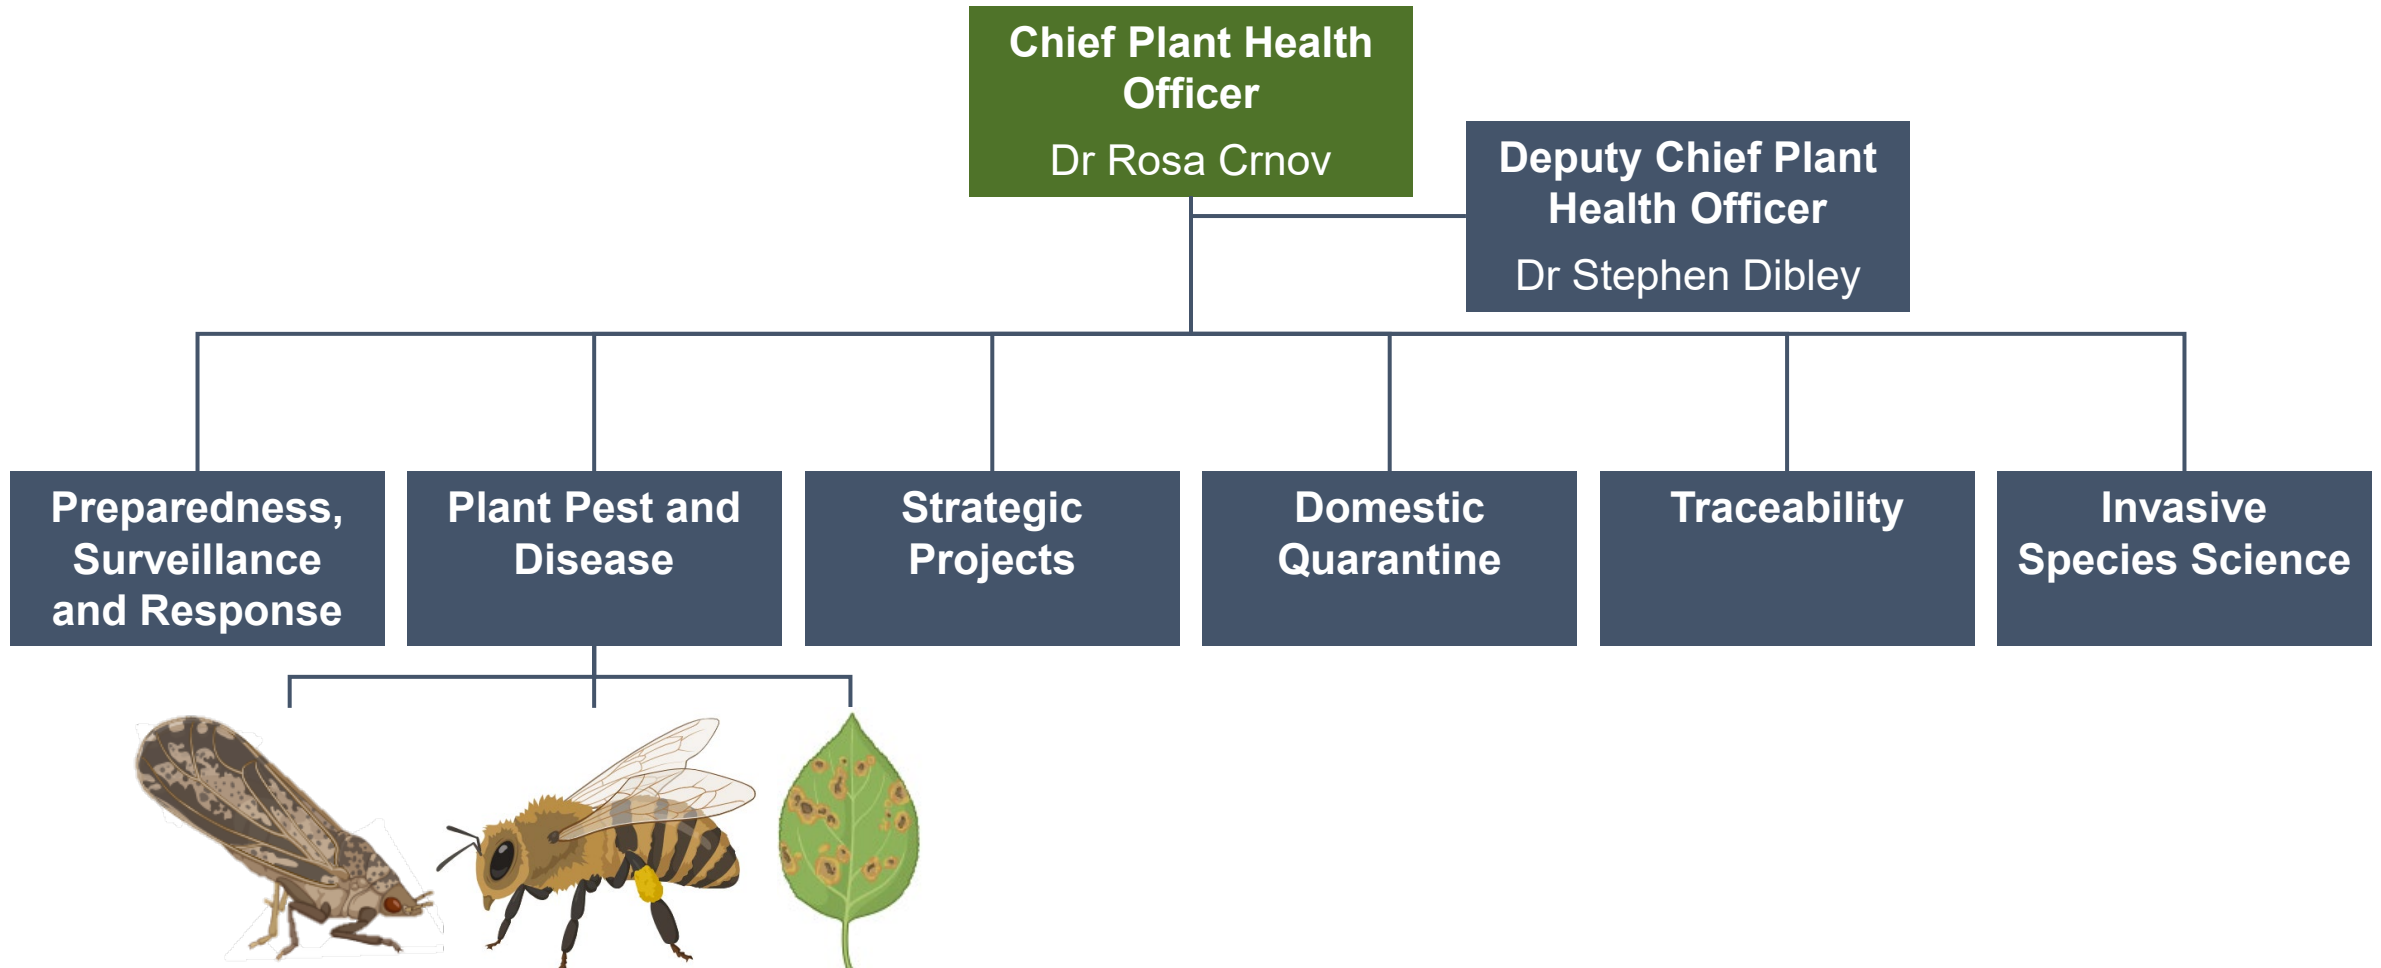 Chief Plant Health
Officer
Dr Rosa Crnov
Deputy Chief Plant
Health Officer
Dr Stephen Dibley
Preparedness,
Surveillance
and Response
Plant Pest and
Disease
Strategic
Projects
Domestic
Quarantine
Traceability
Invasive
Species Science